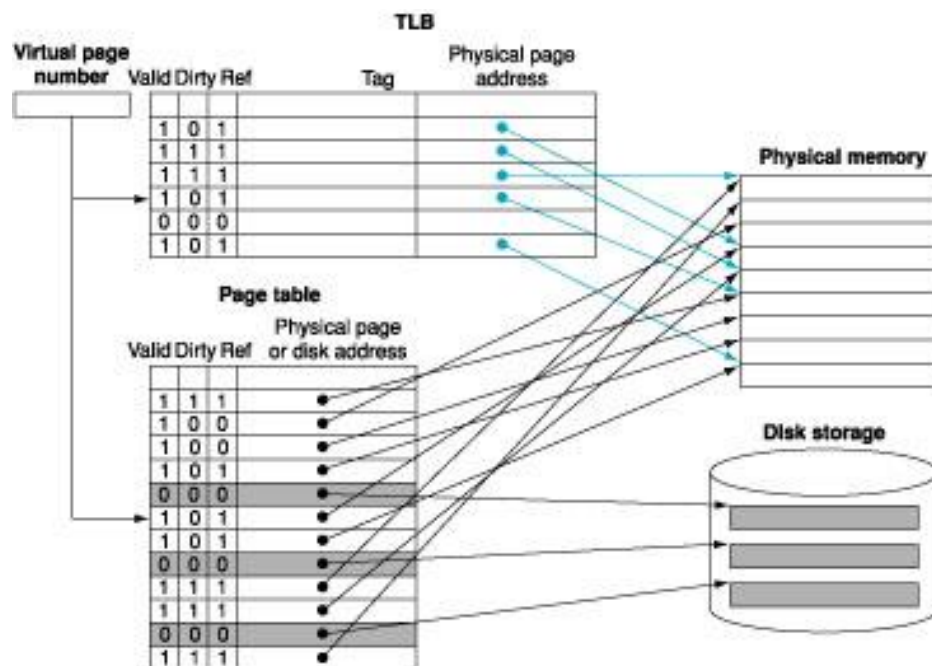 TLB
Virtual page
number
Physical page
address
Valid Dirty Ref
Tag
1 0 1
1 1 1
1 1 1
1 0 1
0 0 0
1 0 1
Physical memory
Page table
Physical page
or disk address
Valid Dirty Ref
1 1 1
1 0 0
1 0 0
1 0 1
0 0 0
1 0 1
1 0 1
0 0 0
1 1 1
1 1 1
0 0 0
1 1 1
Disk storage